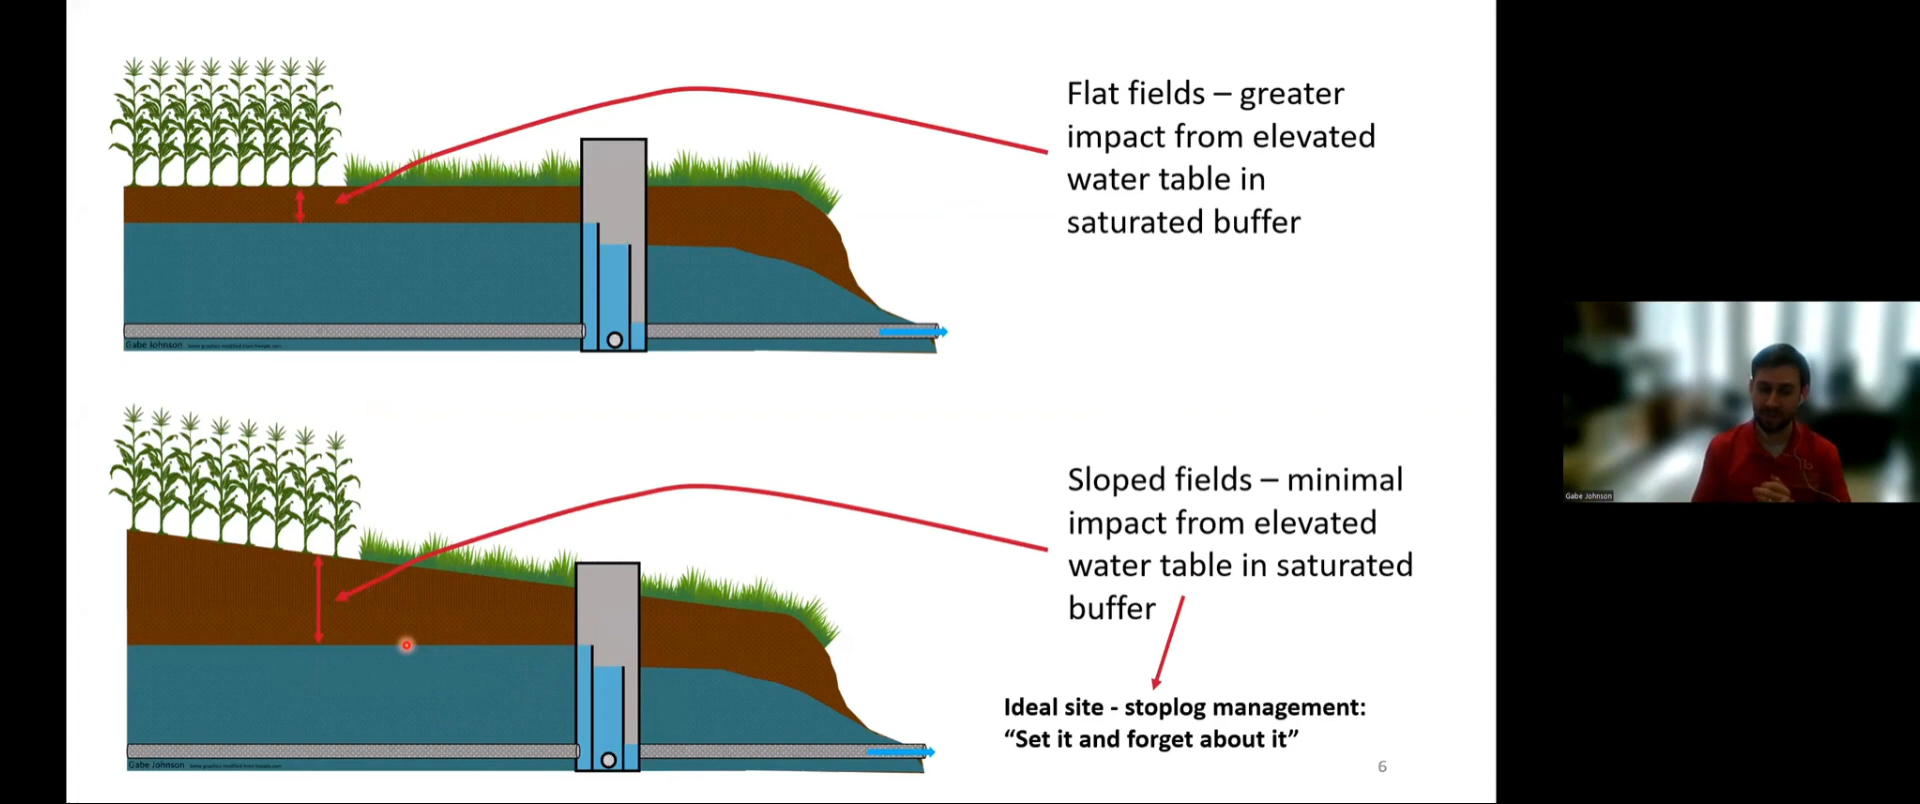 Flat fields – greater
impact from elevated
water table in
saturated buffer
Gabe Johnson
Sloped fields – minimal
impact from elevated
water table in saturated
buffer
Gabe Johnson
Ideal site - stoplog management:
“Set it and forget about it”
Gabe Johnson
6